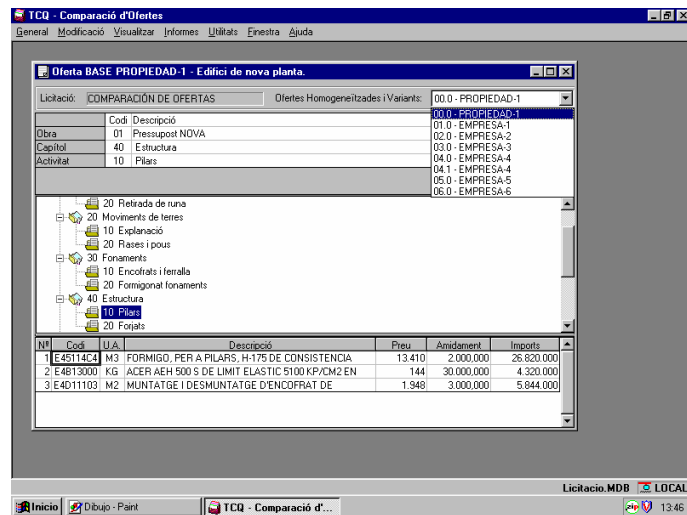 TCQ - Comparació d'Ofertes
General Modificació Visualitzar Informes Utilitats Finestra Ajuda
Oferta BASE PROPIEDAD-1 - Edifici de nova planta.
Licitació: COMPARACIÓN DE OFERTAS Ofertes Homogeneïtzades i Variants: 00.0 - PROPIEDAD-1
00.0 - PROPIEDAD-1
01.0 - EMPRESA-1
02.0 - EMPRESA-2
03.0 - EMPRESA-3
04.0 - EMPRESA-4
04.1 - EMPRESA-4
05.0 - EMPRESA-5
06.0 - EMPRESA-6
Codi Descripció
Obra 01 Pressupost NOVA
Capítol 40 Estructura
Activitat 10 Pilars
20 Retirada de runa
20 Moviments de terres
10 Explanació
20 Rases i pous
30 Fonaments
10 Encofrats i ferralla
20 Formigonat fonaments
40 Estructura
10 Pilars
20 Forjats
Nº Codi U.A. Descripció Preu Amidament Imports
1 E45114C4 M3 FORMIGO, PER A PILARS, H-175 DE CONSISTENCIA 13.410 2.000,000 26.820.000
2 E4B13000 KG ACER AEH 500 S DE LIMIT ELASTIC 5100 KP/CM2 EN 144 30.000,000 4.320.000
3 E4D11103 M2 MUNTATGE I DESMUNTATGE D'ENCOFRAT DE 1.948 3.000,000 5.844.000
Licitacio.MDB LOCAL
Inicio Dibujo - Paint TCQ - Comparació d'... zip 13:46